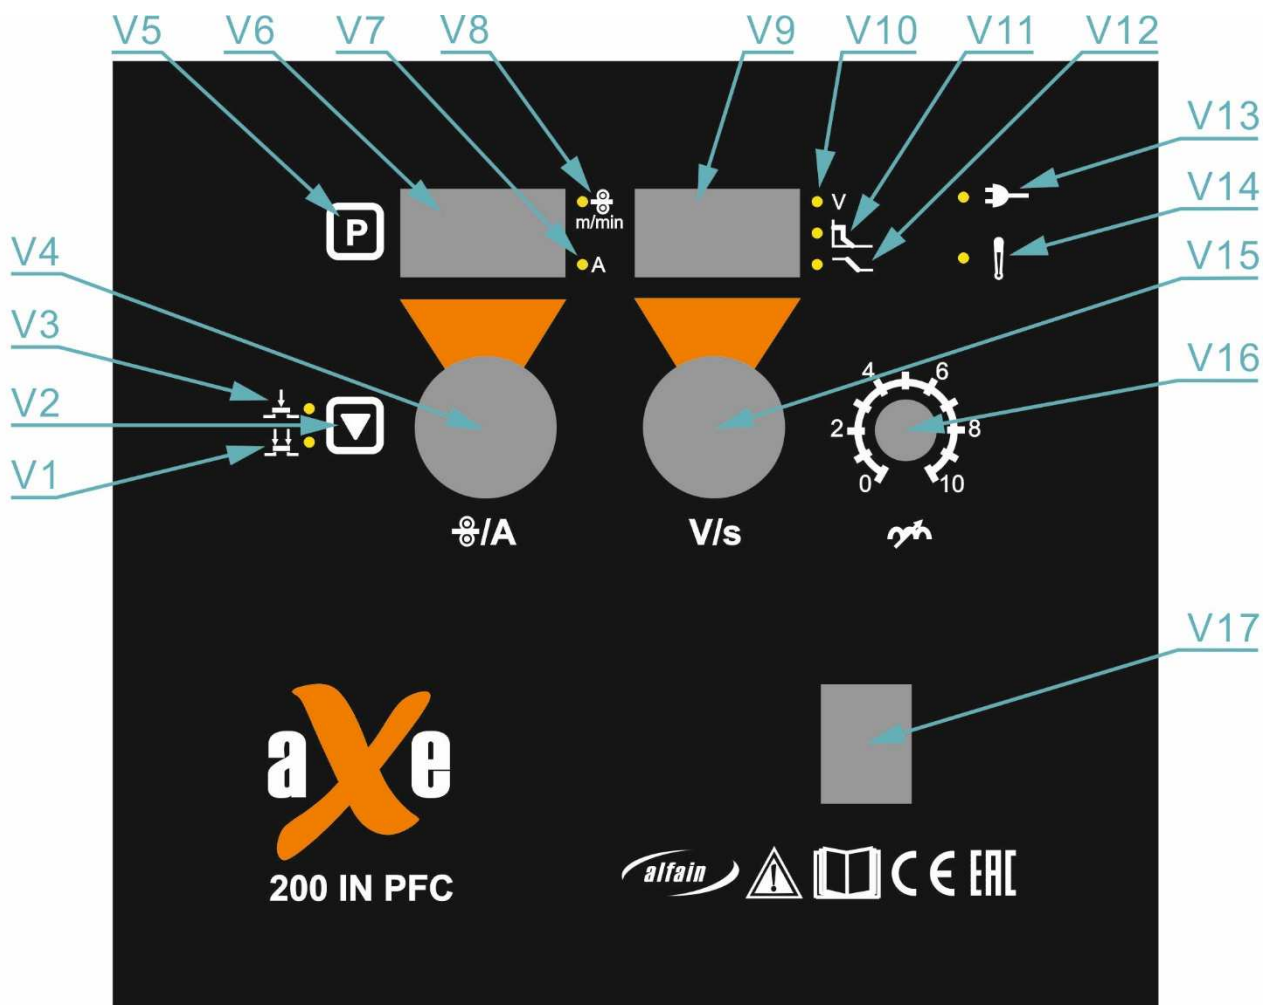 V5 V6 V7 V8 V9 V10 V11 V12
V13
V14
V15
V16
V17
V4
V3
V2
V1
P
m/min
A
V
/A
V/s
0 2 4 6 8 10
aXe
200 IN PFC
alfain CE EAC